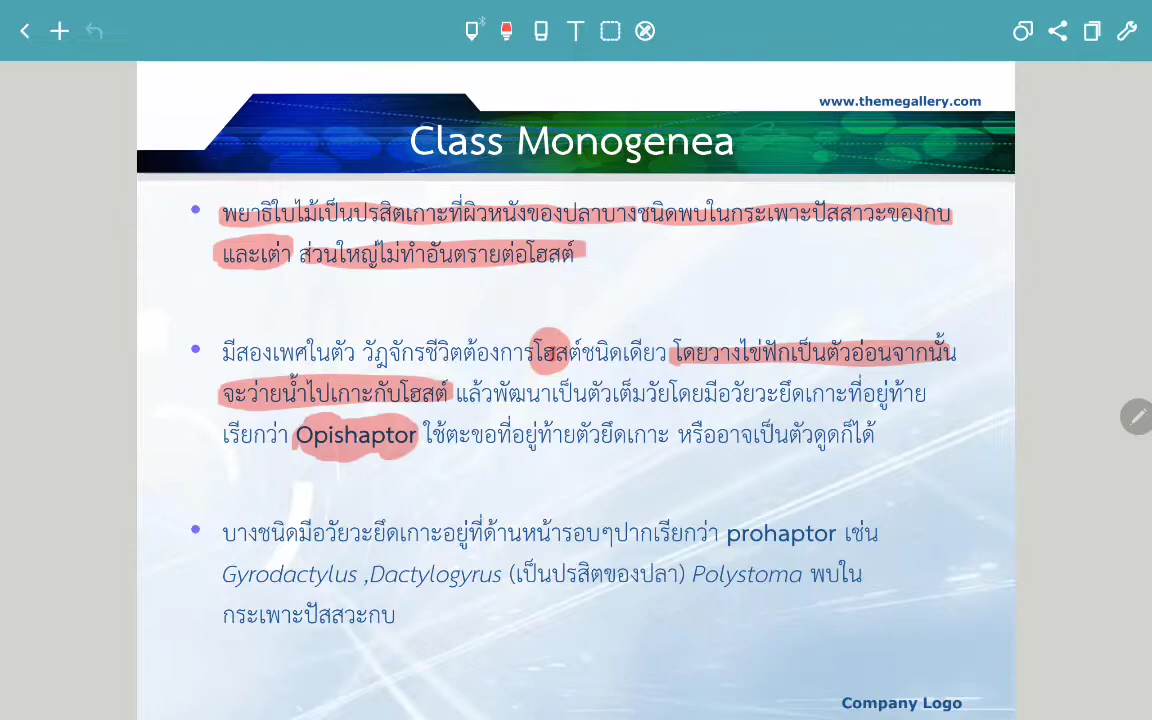 www.themegallery.com
Class Monogenea
• พยาธิใบไม้เป็นปรสิตเกาะที่ผิวหนังของปลาบางชนิดพบในกระเพาะปัสสาวะของกบ
และเต่า ส่วนใหญ่ไม่ทำอันตรายต่อโฮสต์
• มีสองเพศในตัว วัฎจักรชีวิตต้องการโฮสต์ชนิดเดียว โดยวางไข่ฟักเป็นตัวอ่อนจากนั้น
จะว่ายน้ำไปเกาะกับโฮสต์ แล้วพัฒนาเป็นตัวเต็มวัยโดยมีอวัยวะยึดเกาะที่อยู่ท้าย
เรียกว่า Opishaptor ใช้ตะขอที่อยู่ท้ายตัวยึดเกาะ หรืออาจเป็นตัวดูดก็ได้
• บางชนิดมีอวัยวะยึดเกาะอยู่ที่ด้านหน้ารอบๆปากเรียกว่า prohaptor เช่น
Gyrodactylus ,Dactylogyrus (เป็นปรสิตของปลา) Polystoma พบใน
กระเพาะปัสสวะกบ
Company Logo